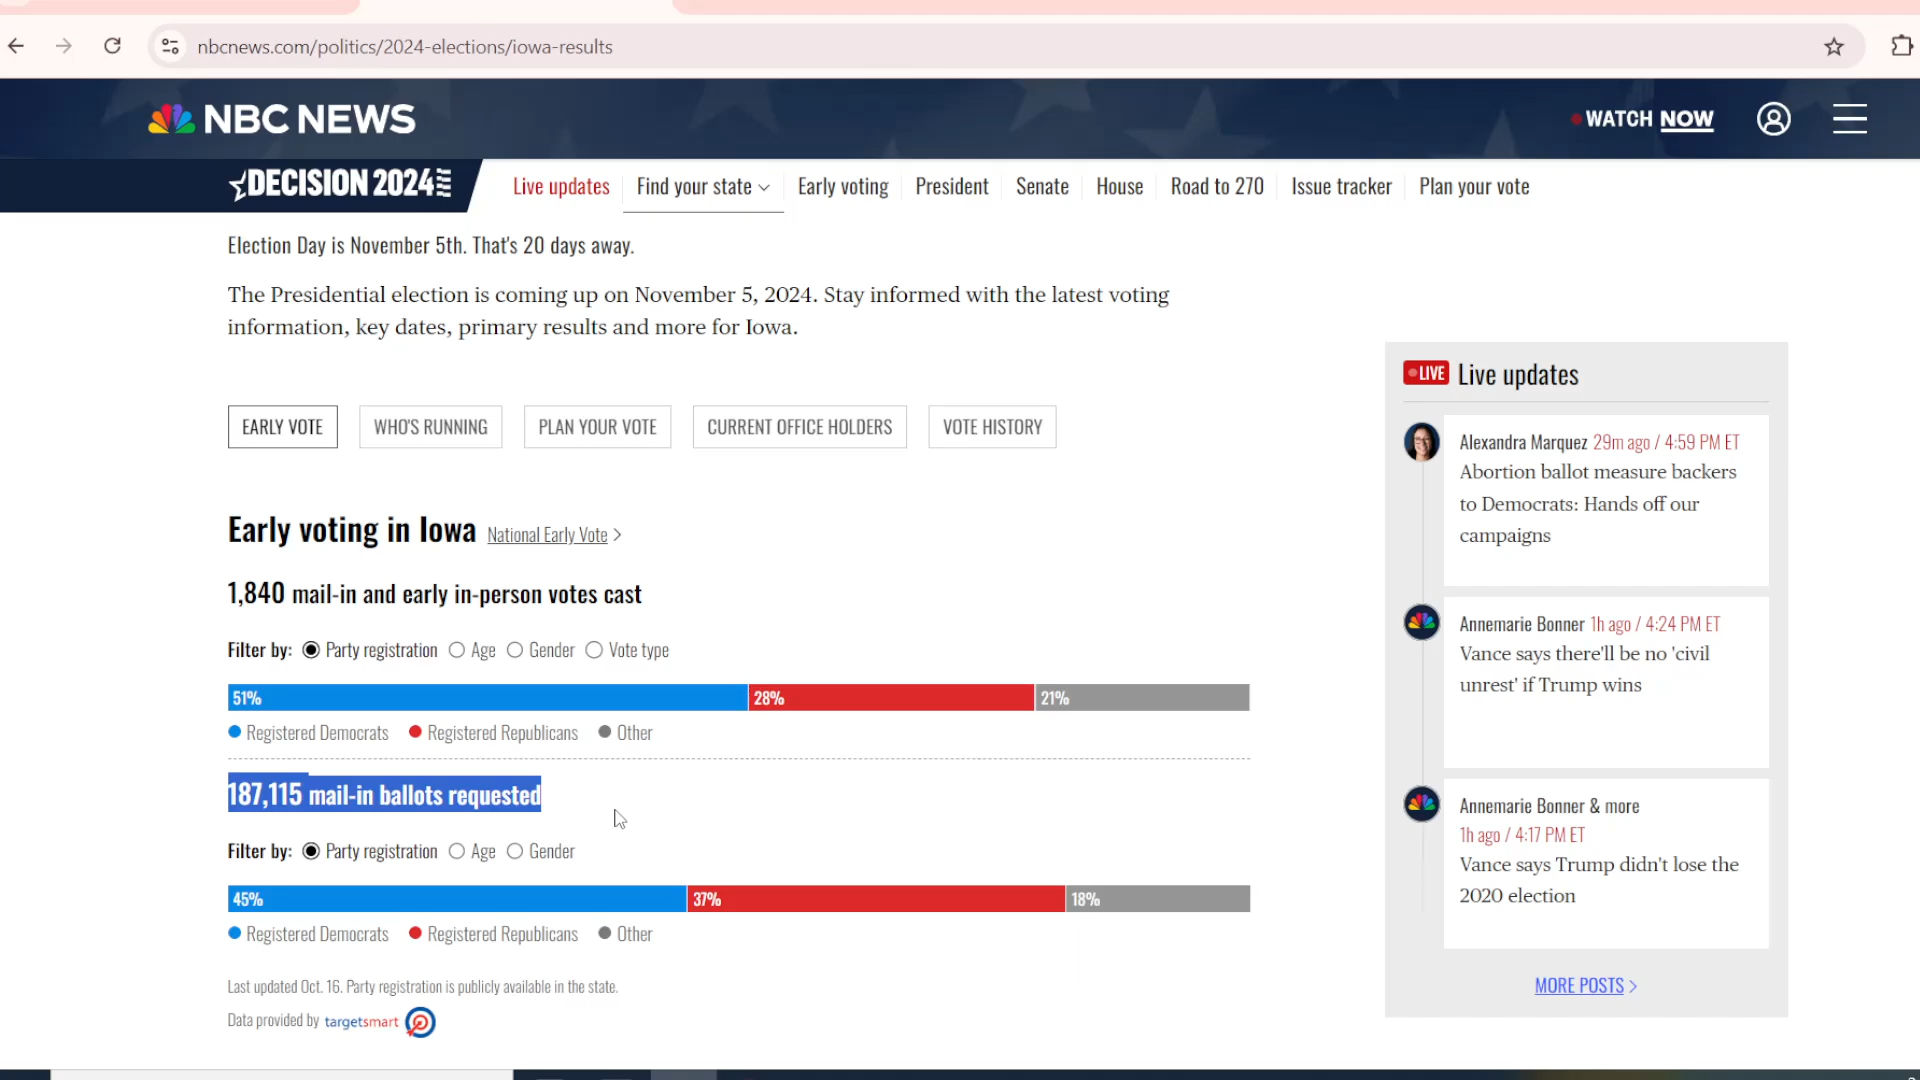 nbcnews.com/politics/2024-elections/iowa-results
NBC NEWS
WATCH NOW
DECISION 2024
Live updates
Find your state
Early voting
President
Senate
House
Road to 270
Issue tracker
Plan your vote
Election Day is November 5th. That's 20 days away.
The Presidential election is coming up on November 5, 2024. Stay informed with the latest voting
information, key dates, primary results and more for Iowa.
EARLY VOTE
WHO'S RUNNING
PLAN YOUR VOTE
CURRENT OFFICE HOLDERS
VOTE HISTORY
Early voting in Iowa National Early Vote >
1,840 mail-in and early in-person votes cast
Filter by: Party registration Age Gender Vote type
51% 28% 21%
Registered Democrats Registered Republicans Other
187,115 mail-in ballots requested
Filter by: Party registration Age Gender
45% 37% 18%
Registered Democrats Registered Republicans Other
Last updated Oct. 16. Party registration is publicly available in the state.
Data provided by targetsmart
LIVE Live updates
Alexandra Marquez 29m ago / 4:59 PM ET
Abortion ballot measure backers
to Democrats: Hands off our
campaigns
Annemarie Bonner 1h ago / 4:24 PM ET
Vance says there'll be no 'civil
unrest' if Trump wins
Annemarie Bonner & more
1h ago / 4:17 PM ET
Vance says Trump didn't lose the
2020 election
MORE POSTS >